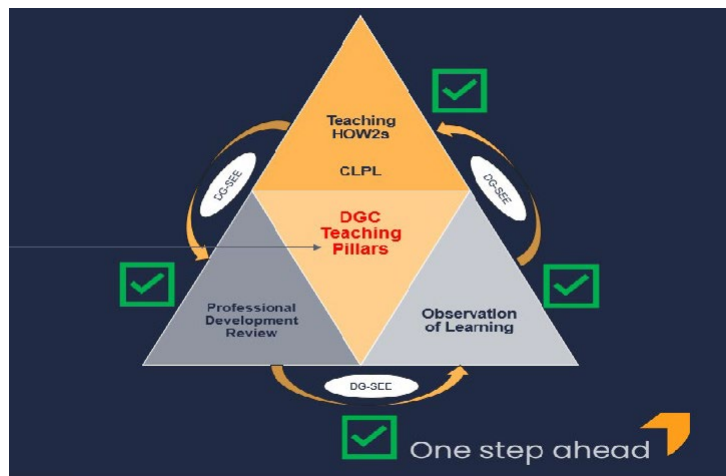 Teaching
HOW2s
CLPL
DG-SEE
DG-SEE
DGC
Teaching
Pillars
Professional
Development
Review
Observation
of Learning
DG-SEE
One step ahead